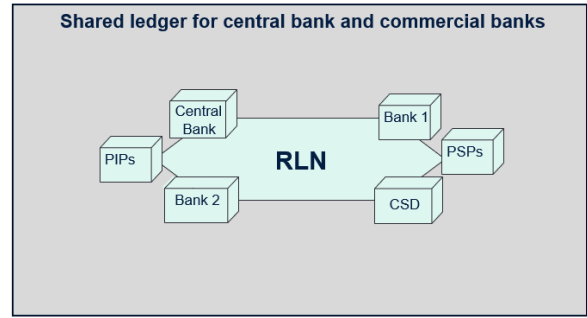 Shared ledger for central bank and commercial banks
Central
Bank
Bank 1
PIPs
RLN
PSPs
Bank 2
CSD